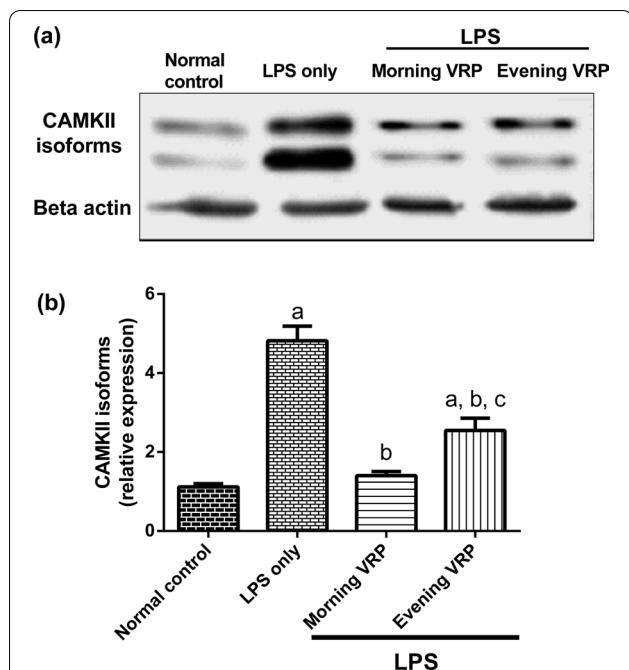 (a)
LPS
Normal control
LPS only
Morning VRP
Evening VRP
CAMKII isoforms
Beta actin
(b)
CAMKII isoforms
(relative expression)
6
4
2
0
a
b
a, b, c
Normal control
LPS only
Morning VRP
Evening VRP
LPS